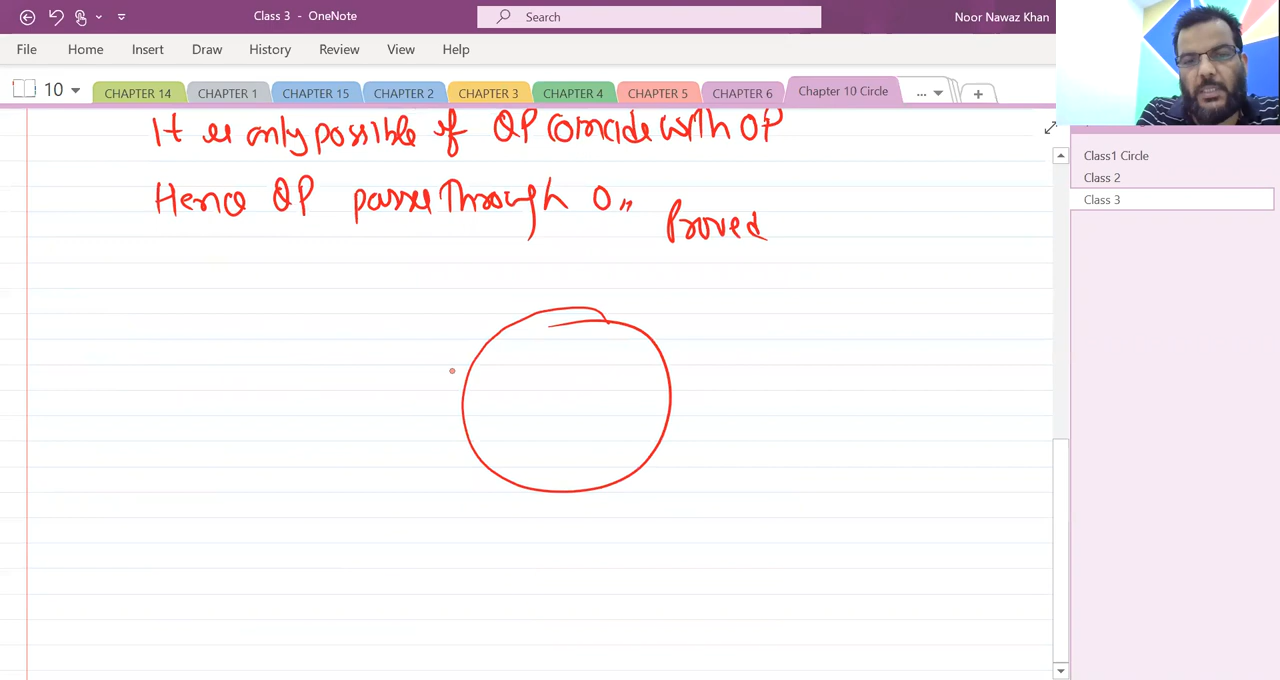 Class 3 - OneNote
Search
Noor Nawaz Khan
File Home Insert Draw History Review View Help
10 CHAPTER 14 CHAPTER 1 CHAPTER 15 CHAPTER 2 CHAPTER 3 CHAPTER 4 CHAPTER 5 CHAPTER 6 Chapter 10 Circle ... +
It is only possible if QP Coincide with OP
Hence QP passes Through O,,
Proved
Class1 Circle
Class 2
Class 3